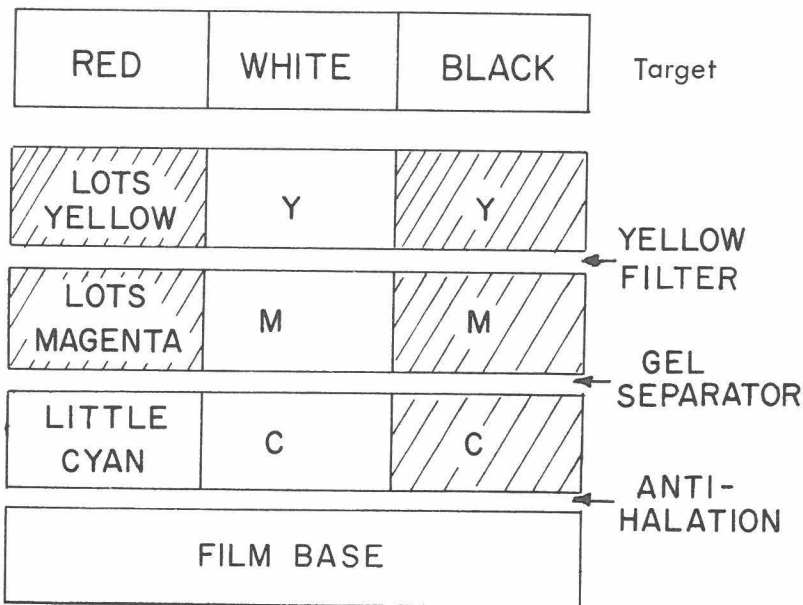 RED WHITE BLACK Target
LOTS
YELLOW
Y
Y
YELLOW
FILTER
LOTS
MAGENTA
M
M
GEL
SEPARATOR
LITTLE
CYAN
C
C
ANTI-
HALATION
FILM BASE